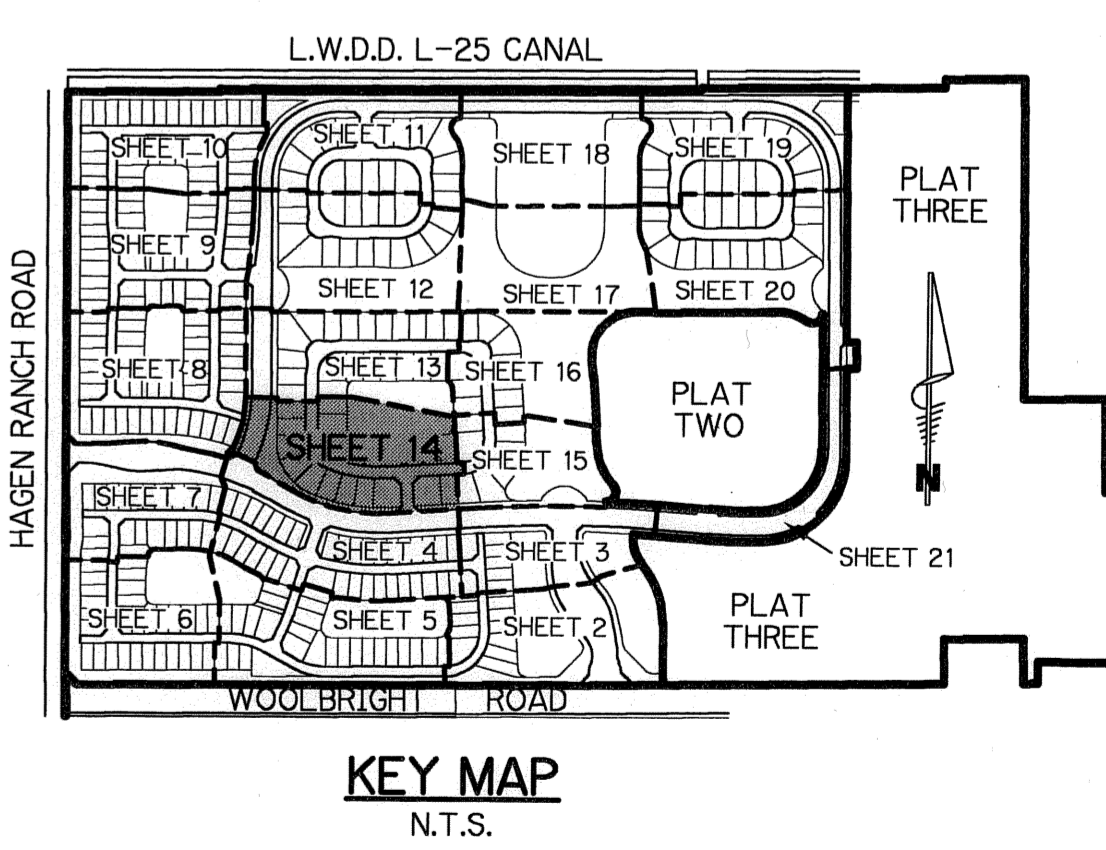 L.W.D.D. L-25 CANAL
SHEET 10
SHEET 11
SHEET 18
SHEET 19
PLAT
THREE
SHEET 9
SHEET 12
SHEET 17
SHEET 20
HAGEN RANCH ROAD
SHEET 8
SHEET 13
SHEET 16
PLAT
TWO
SHEET 14
SHEET 15
N
SHEET 7
SHEET 4
SHEET 3
SHEET 21
SHEET 6
SHEET 5
SHEET 2
PLAT
THREE
WOOLBRIGHT ROAD
KEY MAP
N.T.S.